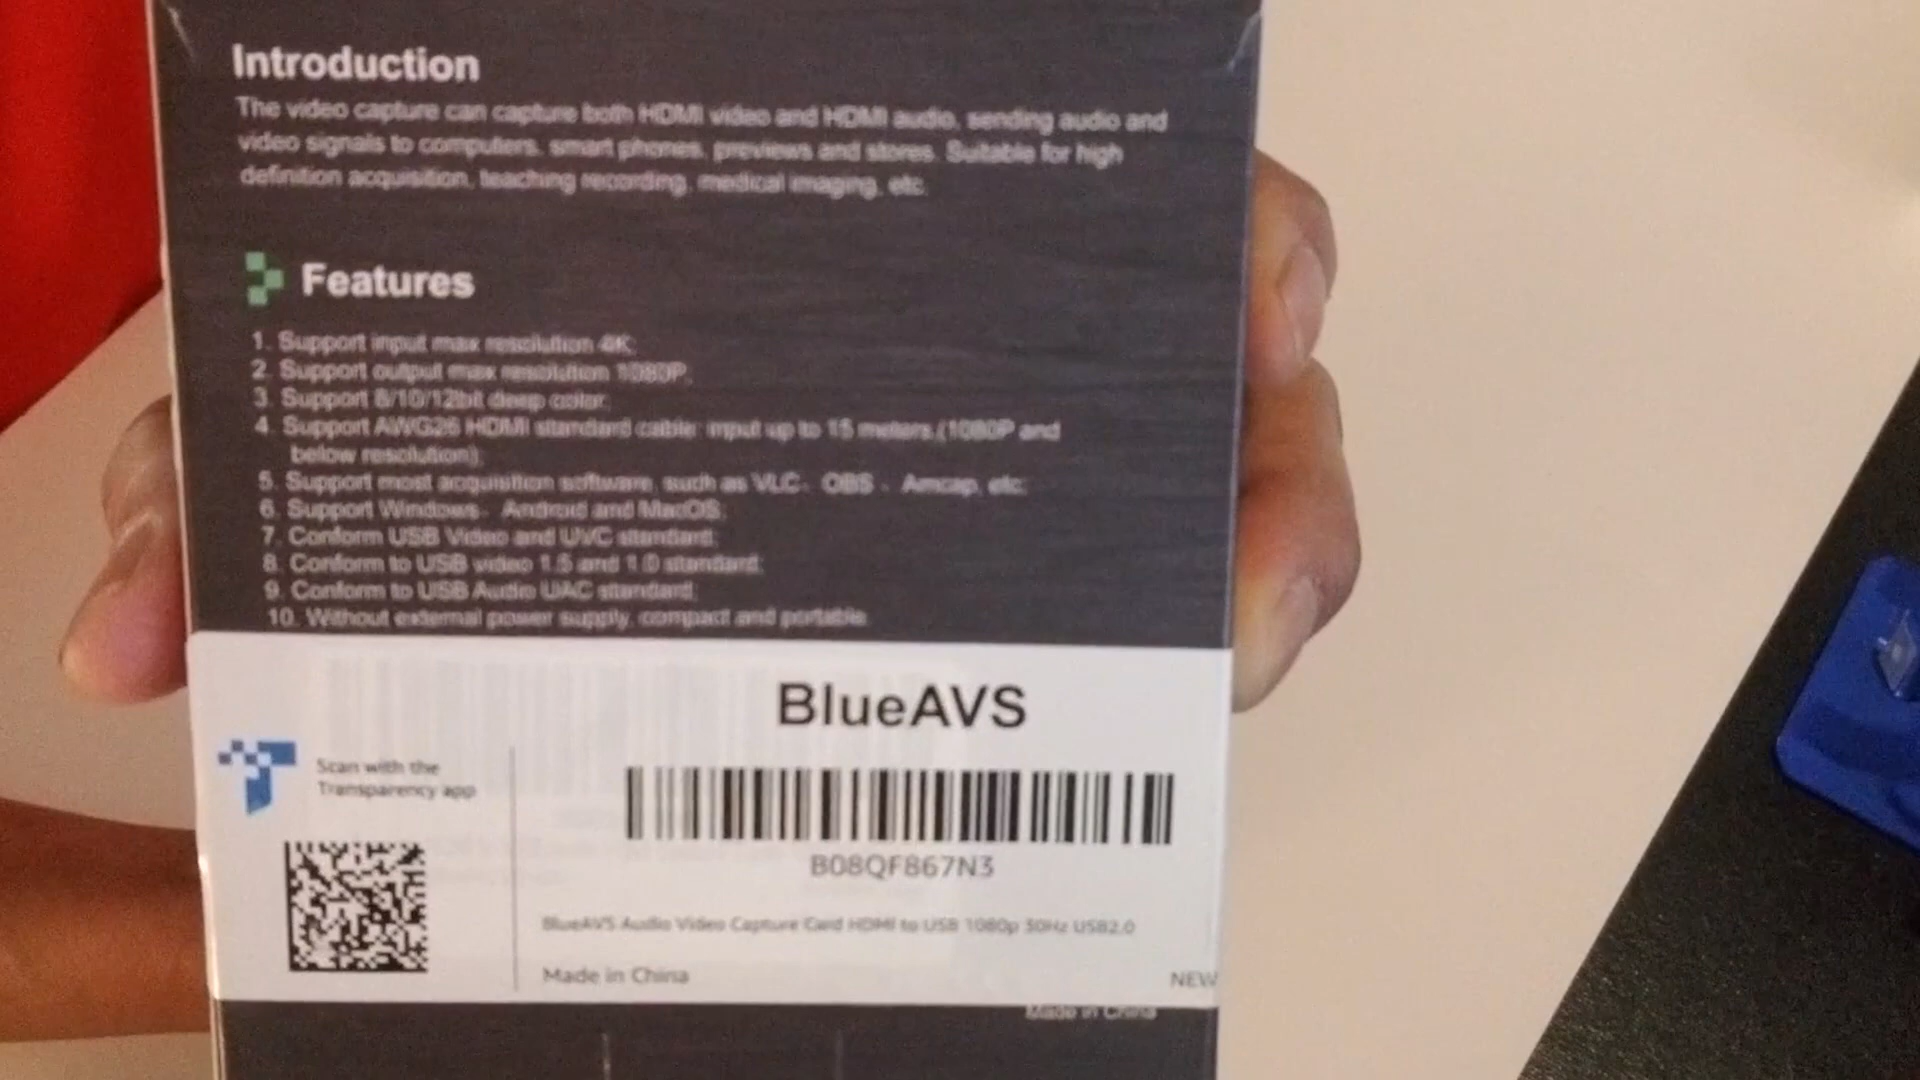 Introduction
The video capture can capture both HDMI video and HDMI audio, sending audio and
video signals to computers, smart phones, previews and stores. Suitable for high
definition acquisition, teaching recording, medical imaging, etc.
Features
1. Support input max resolution 4K;
2. Support output max resolution 1080P;
3. Support 8/10/12bit deep color;
4. Support AWG26 HDMI standard cable: input up to 15 meters (1080P and
below resolution);
5. Support most acquisition software, such as VLC、OBS 、Amcap, etc;
6. Support Windows、Android and MacOS;
7. Conform USB Video and UVC standard;
8. Conform to USB video 1.5 and 1.0 standard;
9. Conform to USB Audio UAC standard;
10. Without external power supply, compact and portable.
BlueAVS
Scan with the
Transparency app
B08QF867N3
BlueAVS Audio Video Capture Card HDMI to USB 1080p 30Hz USB2.0
Made in China
NEW
Made in China